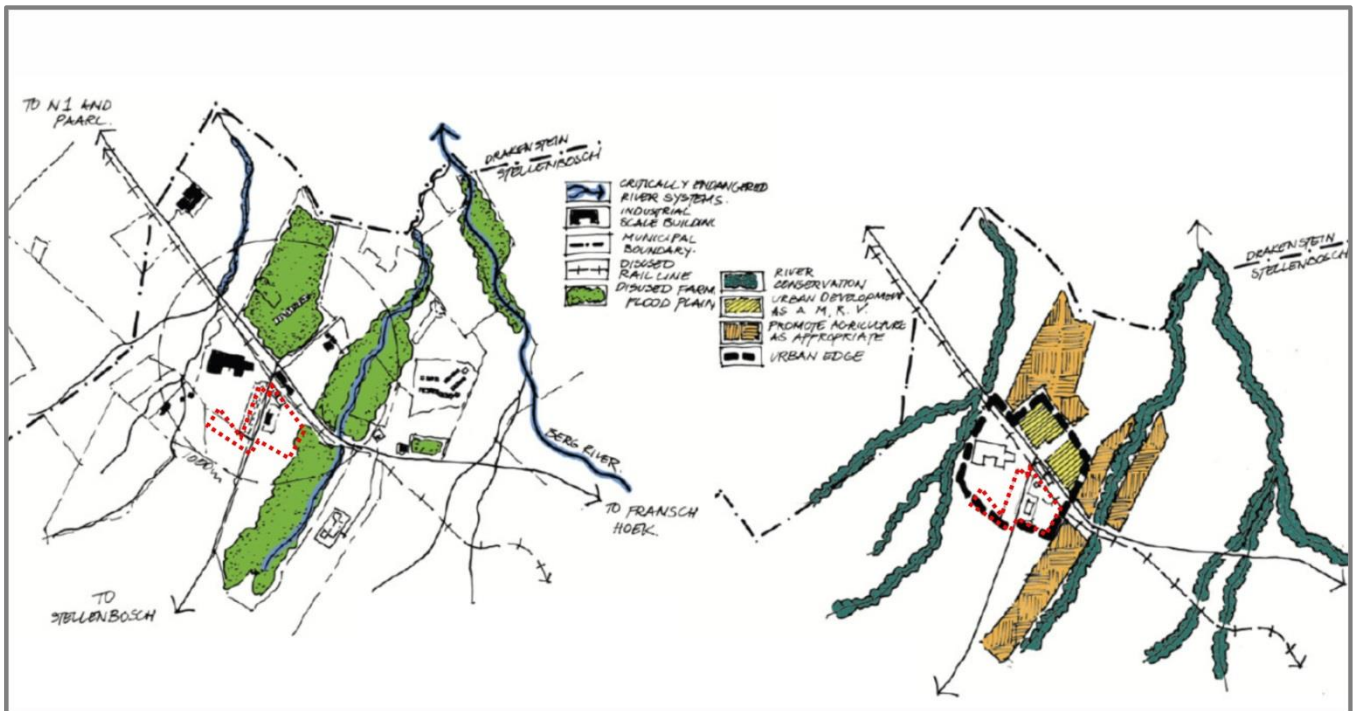 TO N1 AND
PAARL.
DRAKENSTEIN
STELLENBOSCH
CRITICALLY ENDANGERED
RIVER SYSTEMS.
INDUSTRIAL
SCALE BUILDING
MUNICIPAL
BOUNDARY.
DISUSED
RAIL LINE
DISUSED FARM
FLOOD PLAIN
1000m
BERG RIVER.
TO FRANSCH
HOEK.
TO
STELLENBOSCH
DRAKENSTEIN
STELLENBOSCH
RIVER
CONSERVATION
URBAN DEVELOPMENT
AS A M.R.V.
PROMOTE AGRICULTURE
AS APPROPRIATE
URBAN EDGE